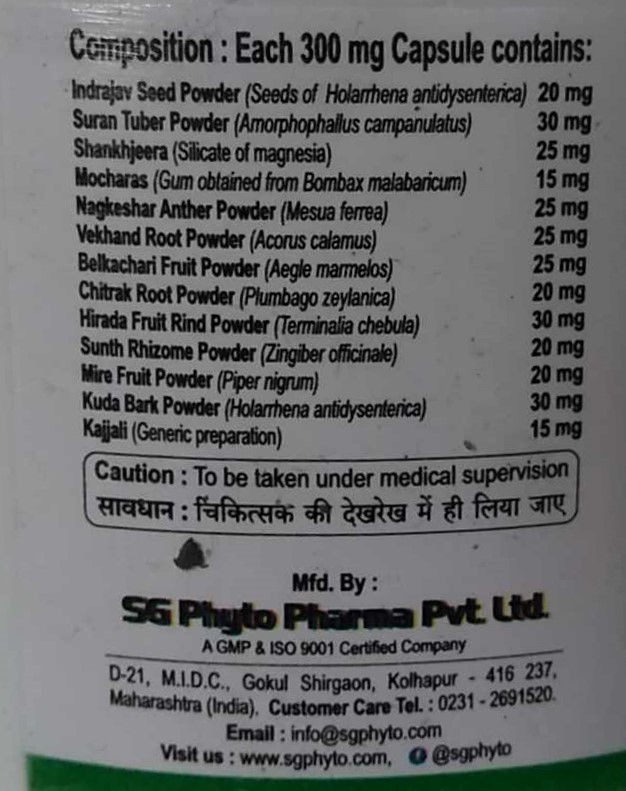 Composition : Each 300 mg Capsule contains:
Indrajav Seed Powder (Seeds of Holarrhena antidysenterica) 20 mg
Suran Tuber Powder (Amorphophallus campanulatus) 30 mg
Shankhjeera (Silicate of magnesia) 25 mg
Mocharas (Gum obtained from Bombax malabaricum) 15 mg
Nagkeshar Anther Powder (Mesua ferrea) 25 mg
Vekhand Root Powder (Acorus calamus) 25 mg
Belkachari Fruit Powder (Aegle marmelos) 25 mg
Chitrak Root Powder (Plumbago zeylanica) 20 mg
Hirada Fruit Rind Powder (Terminalia chebula) 30 mg
Sunth Rhizome Powder (Zingiber officinale) 20 mg
Mire Fruit Powder (Piper nigrum) 20 mg
Kuda Bark Powder (Holarrhena antidysenterica) 30 mg
Kajjali (Generic preparation) 15 mg
Caution : To be taken under medical supervision
सावधान : चिकित्सक की देखरेख में ही लिया जाए
Mfd. By :
SG Phyto Pharma Pvt. Ltd.
A GMP & ISO 9001 Certified Company
D-21, M.I.D.C., Gokul Shirgaon, Kolhapur - 416 237,
Maharashtra (India). Customer Care Tel. : 0231 - 2691520.
Email : info@sgphyto.com
Visit us : www.sgphyto.com, f @sgphyto